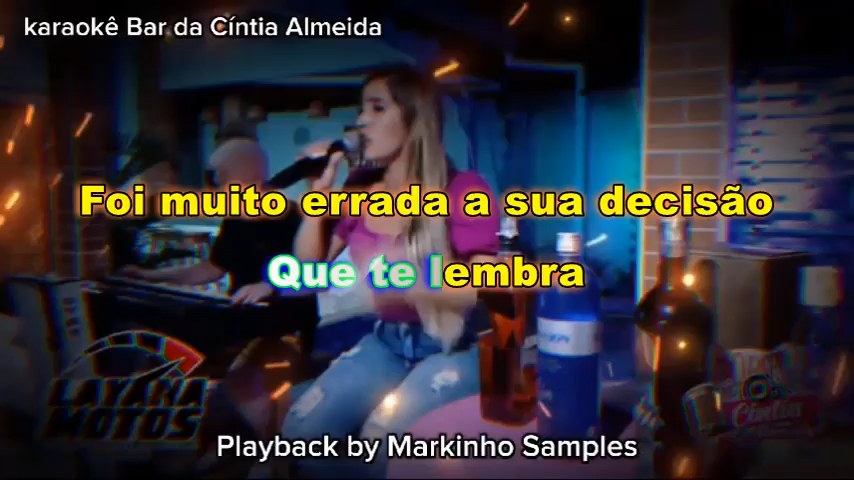 karaokê Bar da Cíntia Almeida
Foi muito errada a sua decisão
Que te lembra
LAYANA
MOTOS
Cíntia
Playback by Markinho Samples